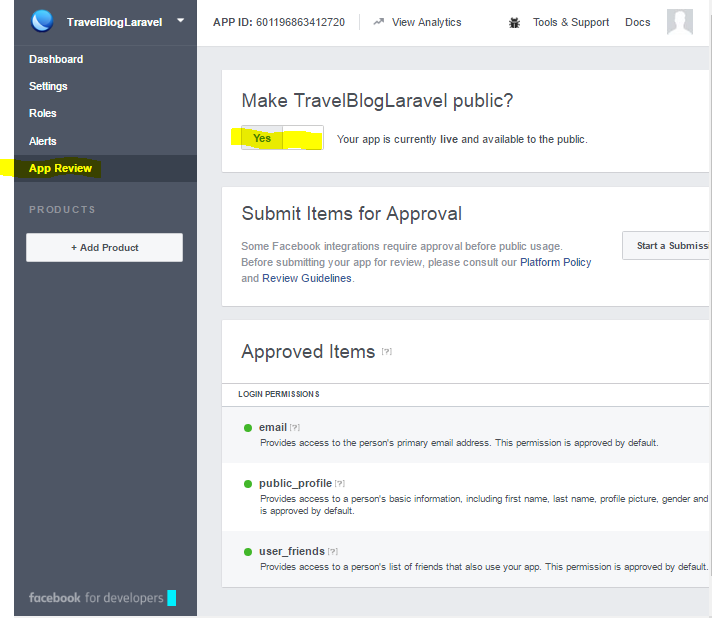 TravelBlogLaravel
APP ID: 601196863412720
View Analytics
Tools & Support
Docs
Dashboard
Settings
Roles
Alerts
App Review
PRODUCTS
+ Add Product
facebook for developers
Make TravelBlogLaravel public?
Yes
Your app is currently live and available to the public.
Submit Items for Approval
Some Facebook integrations require approval before public usage.
Before submitting your app for review, please consult our Platform Policy
and Review Guidelines.
Start a Submissi
Approved Items [?]
LOGIN PERMISSIONS
email [?]
Provides access to the person's primary email address. This permission is approved by default.
public_profile [?]
Provides access to a person's basic information, including first name, last name, profile picture, gender and
is approved by default.
user_friends [?]
Provides access to a person's list of friends that also use your app. This permission is approved by default.